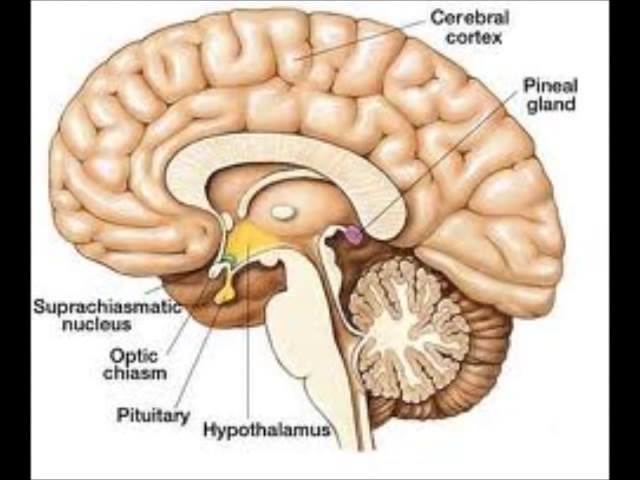 Cerebral
cortex
Pineal
gland
Suprachiasmatic
nucleus
Optic
chiasm
Pituitary
Hypothalamus